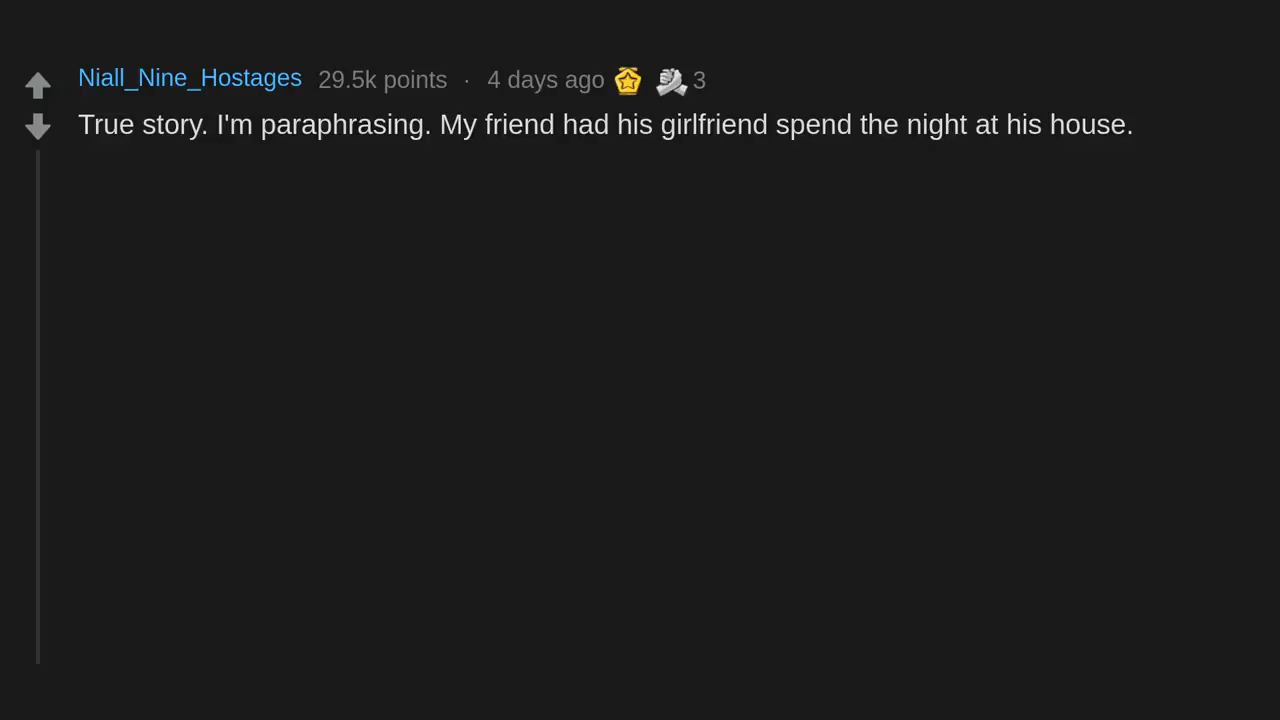 Niall_Nine_Hostages 29.5k points · 4 days ago 3
True story. I'm paraphrasing. My friend had his girlfriend spend the night at his house.